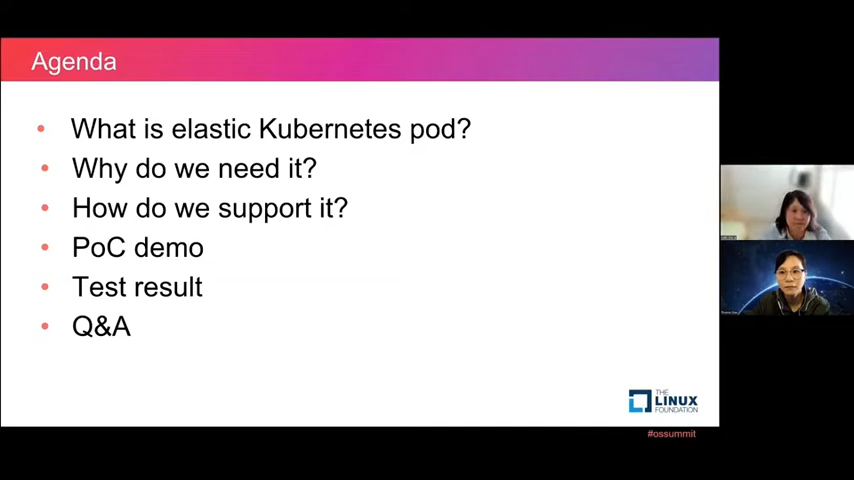 Agenda
• What is elastic Kubernetes pod?
• Why do we need it?
• How do we support it?
• PoC demo
• Test result
• Q&A
THE
LINUX
FOUNDATION
#ossummit